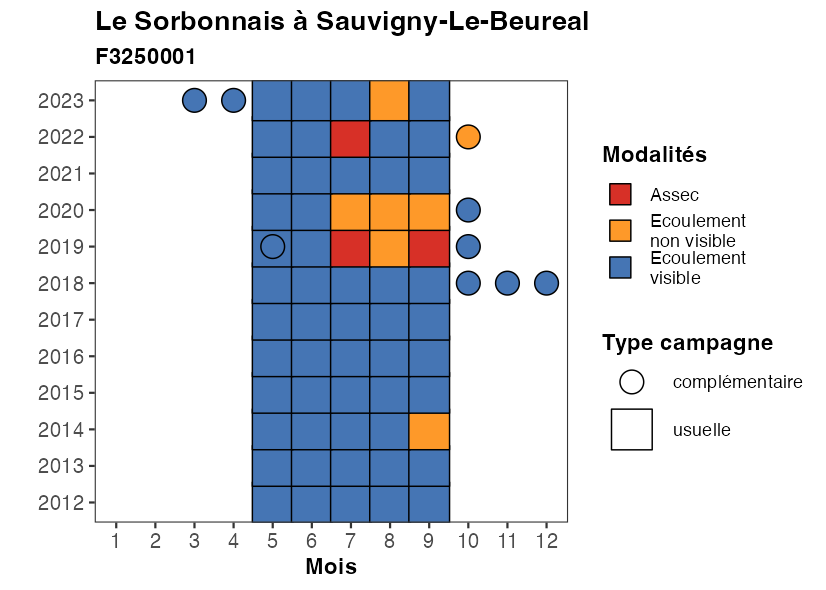 Le Sorbonnais à Sauvigny-Le-Beureal
F3250001
2023
2022
2021
2020
2019
2018
2017
2016
2015
2014
2013
2012
1 2 3 4 5 6 7 8 9 10 11 12
Mois
Modalités
Assec
Ecoulement
non visible
Ecoulement
visible
Type campagne
complémentaire
usuelle